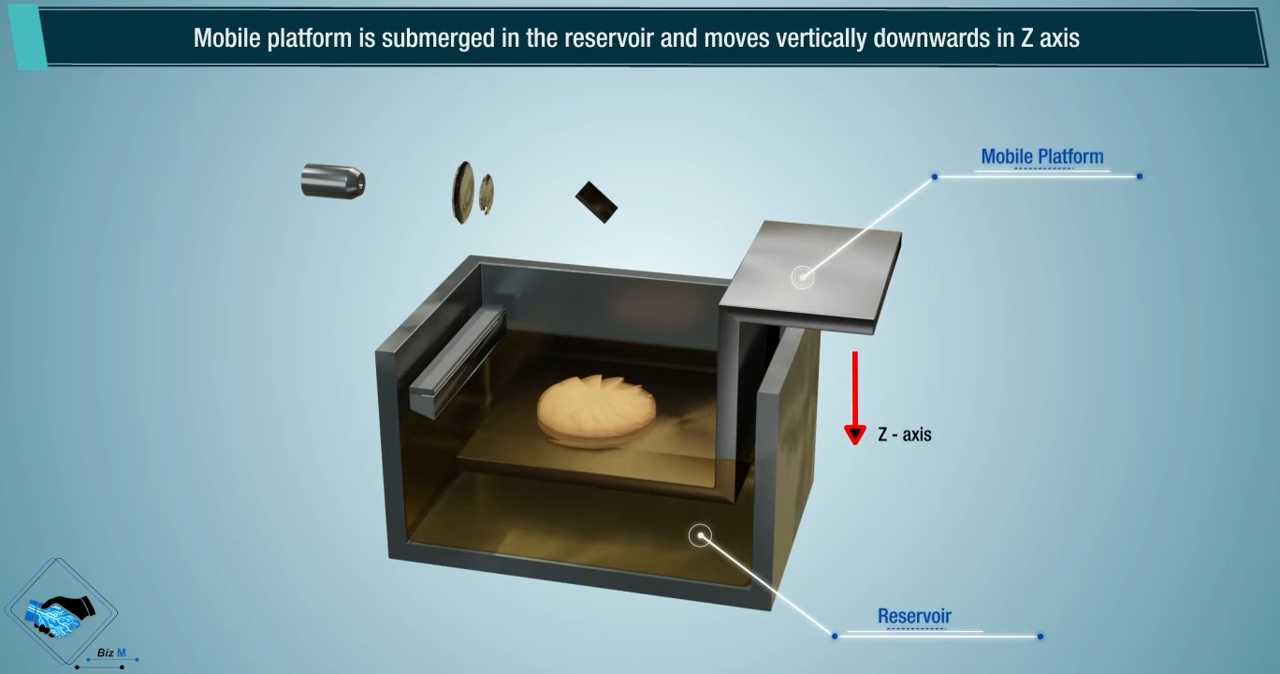 Mobile platform is submerged in the reservoir and moves vertically downwards in Z axis
Mobile Platform
Z - axis
Reservoir
Biz M